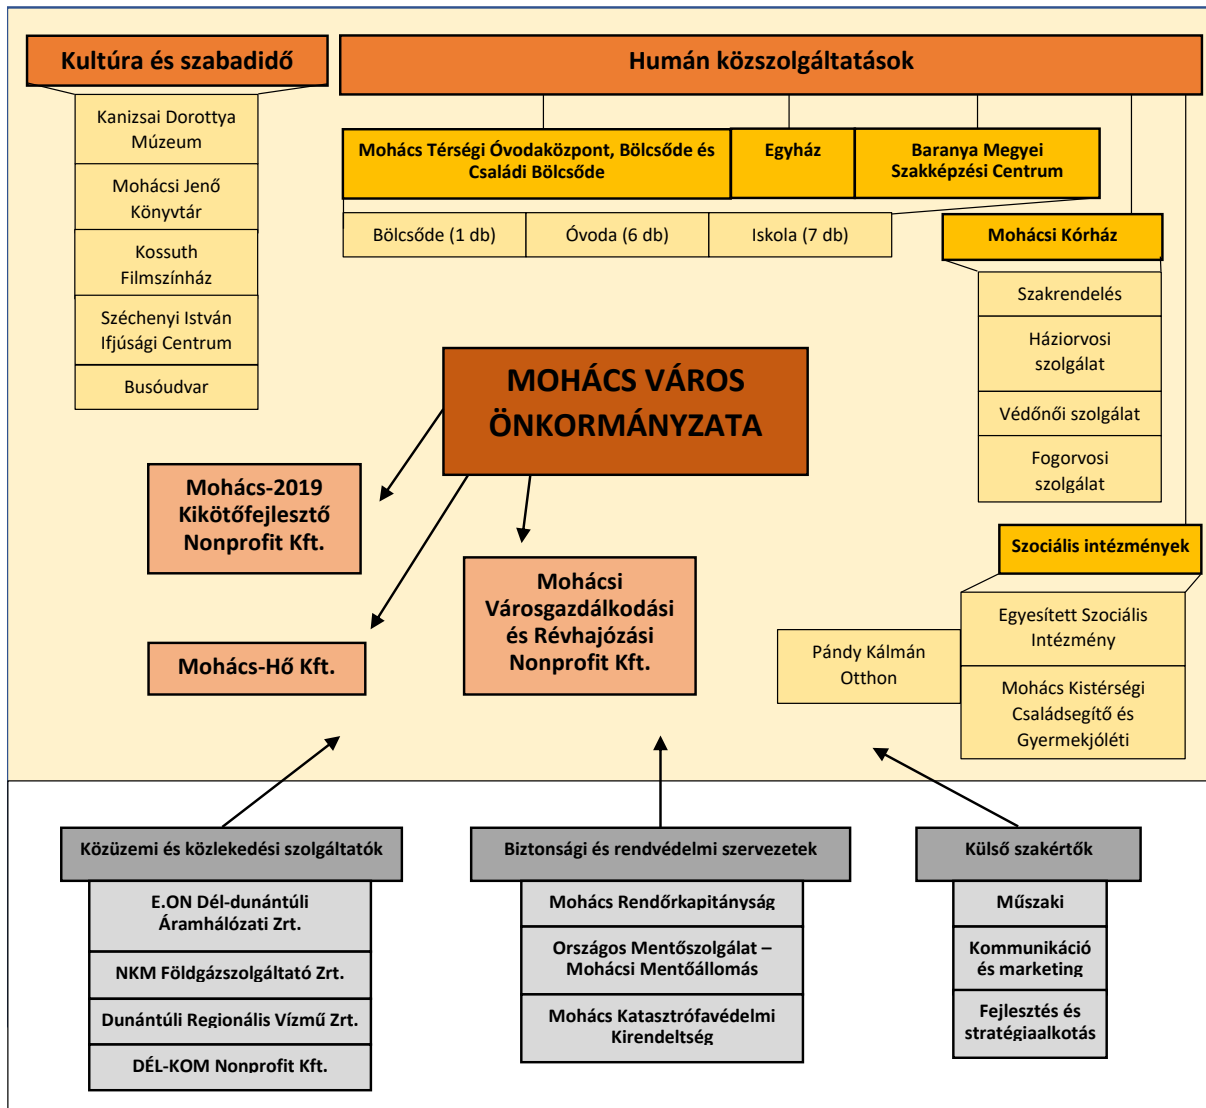 Kultúra és szabadidő
Kanizsai Dorottya
Múzeum
Mohácsi Jenő
Könyvtár
Kossuth
Filmszínház
Széchenyi István
Ifjúsági Centrum
Busóudvar
Humán közszolgáltatások
Mohács Térségi Óvodaközpont, Bölcsőde és
Családi Bölcsőde
Egyház
Baranya Megyei
Szakképzési Centrum
Bölcsőde (1 db)
Óvoda (6 db)
Iskola (7 db)
Mohácsi Kórház
Szakrendelés
Háziorvosi
szolgálat
Védőnői szolgálat
Fogorvosi
szolgálat
Szociális intézmények
Egyesített Szociális
Intézmény
Pándy Kálmán
Otthon
Mohács Kistérségi
Családsegítő és
Gyermekjóléti
MOHÁCS VÁROS
ÖNKORMÁNYZATA
Mohács-2019
Kikötőfejlesztő
Nonprofit Kft.
Mohácsi
Városgazdálkodási
és Révhajózási
Nonprofit Kft.
Mohács-Hő Kft.
Közüzemi és közlekedési szolgáltatók
E.ON Dél-dunántúli
Áramhálózati Zrt.
NKM Földgázszolgáltató Zrt.
Dunántúli Regionális Vízmű Zrt.
DÉL-KOM Nonprofit Kft.
Biztonsági és rendvédelmi szervezetek
Mohács Rendőrkapitányság
Országos Mentőszolgálat –
Mohácsi Mentőállomás
Mohács Katasztrófavédelmi
Kirendeltség
Külső szakértők
Műszaki
Kommunikáció
és marketing
Fejlesztés és
stratégiaalkotás